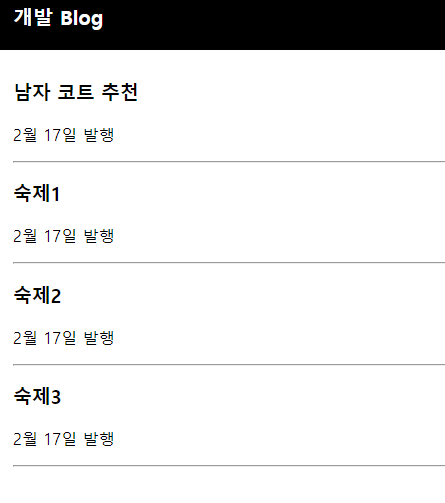 개발 Blog
남자 코트 추천
2월 17일 발행
숙제1
2월 17일 발행
숙제2
2월 17일 발행
숙제3
2월 17일 발행